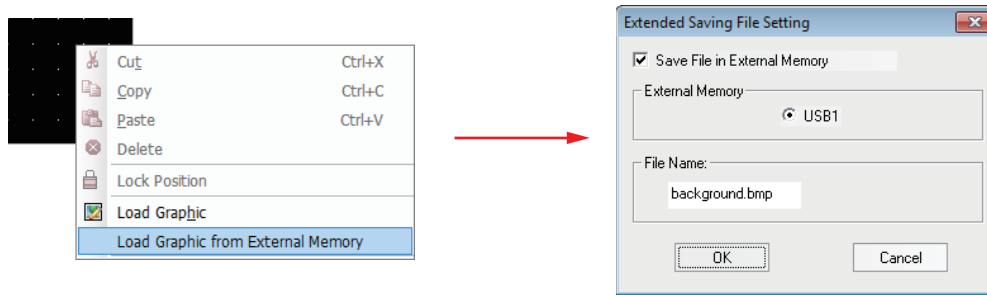 Cut Ctrl+X
Copy Ctrl+C
Paste Ctrl+V
Delete
Lock Position
Load Graphic
Load Graphic from External Memory
Extended Saving File Setting
Save File in External Memory
External Memory
USB1
File Name:
background.bmp
OK Cancel